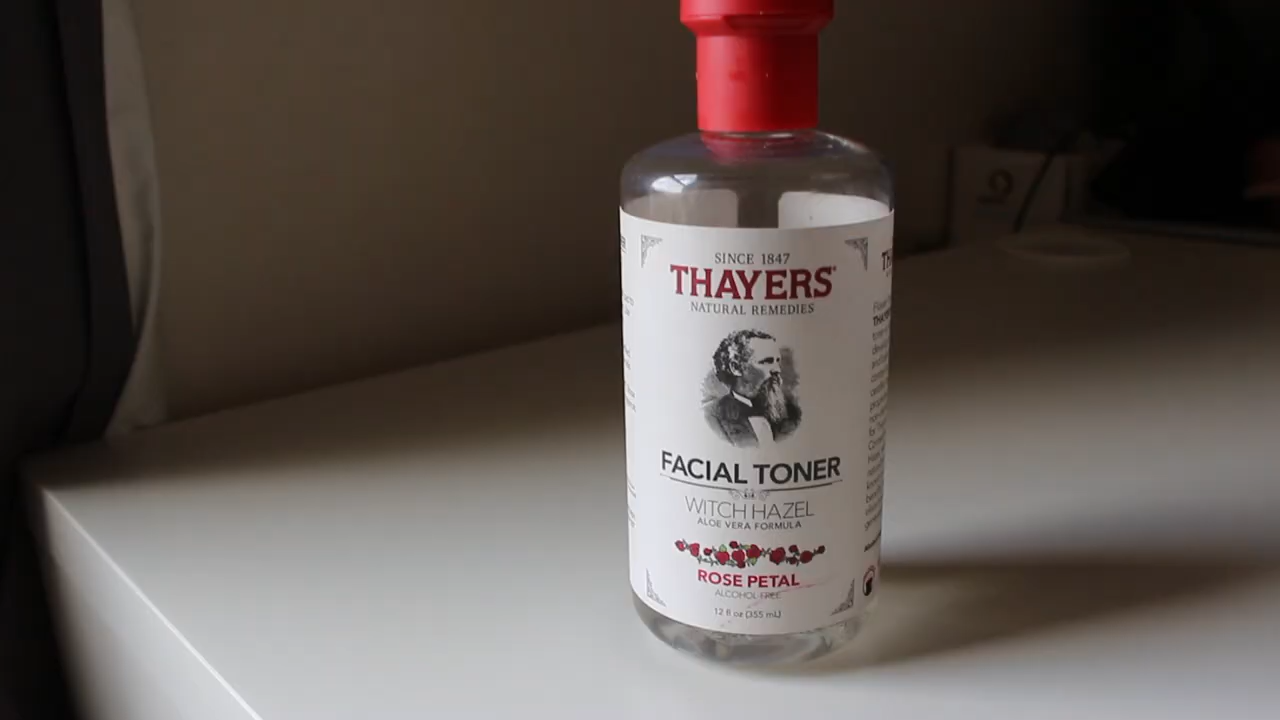 SINCE 1847
THAYERS
NATURAL REMEDIES
FACIAL TONER
WITCH HAZEL
ALOE VERA FORMULA
ROSE PETAL
ALCOHOL-FREE
12 fl oz (355 mL)